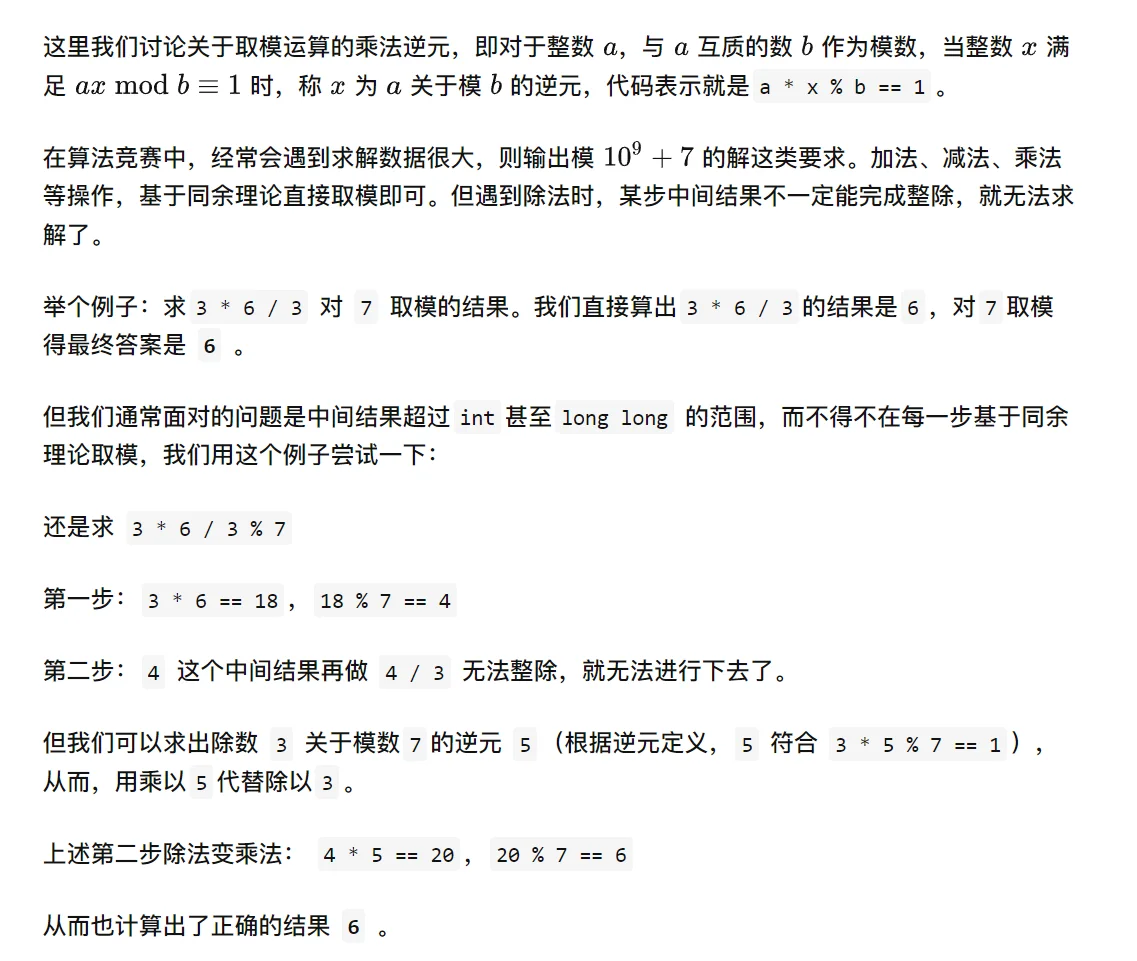 这里我们讨论关于取模运算的乘法逆元，即对于整数 a，与 a 互质的数 b 作为模数，当整数 x 满
足 ax mod b ≡ 1 时，称 x 为 a 关于模 b 的逆元，代码表示就是 a * x % b == 1 。
在算法竞赛中，经常会遇到求解数据很大，则输出模 10⁹ + 7 的解这类要求。加法、减法、乘法
等操作，基于同余理论直接取模即可。但遇到除法时，某步中间结果不一定能完成整除，就无法求
解了。
举个例子：求 3 * 6 / 3 对 7 取模的结果。我们直接算出 3 * 6 / 3 的结果是 6 ，对 7 取模
得最终答案是 6 。
但我们通常面对的问题是中间结果超过 int 甚至 long long 的范围，而不得不在每一步基于同余
理论取模，我们用这个例子尝试一下：
还是求 3 * 6 / 3 % 7
第一步： 3 * 6 == 18 ， 18 % 7 == 4
第二步： 4 这个中间结果再做 4 / 3 无法整除，就无法进行下去了。
但我们可以求出除数 3 关于模数 7 的逆元 5 （根据逆元定义， 5 符合 3 * 5 % 7 == 1 ），
从而，用乘以 5 代替除以 3 。
上述第二步除法变乘法： 4 * 5 == 20 ， 20 % 7 == 6
从而也计算出了正确的结果 6 。